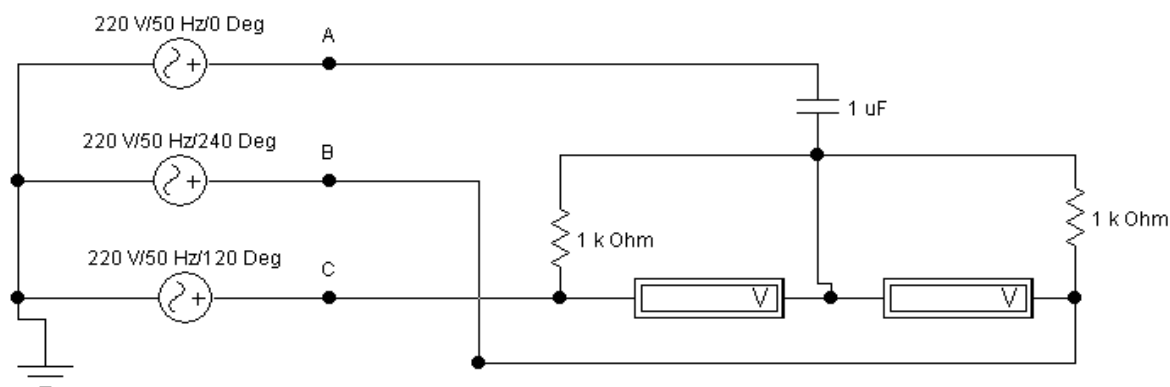 220 V/50 Hz/0 Deg
A
1 uF
220 V/50 Hz/240 Deg
B
1 k Ohm
1 k Ohm
220 V/50 Hz/120 Deg
C
V
V